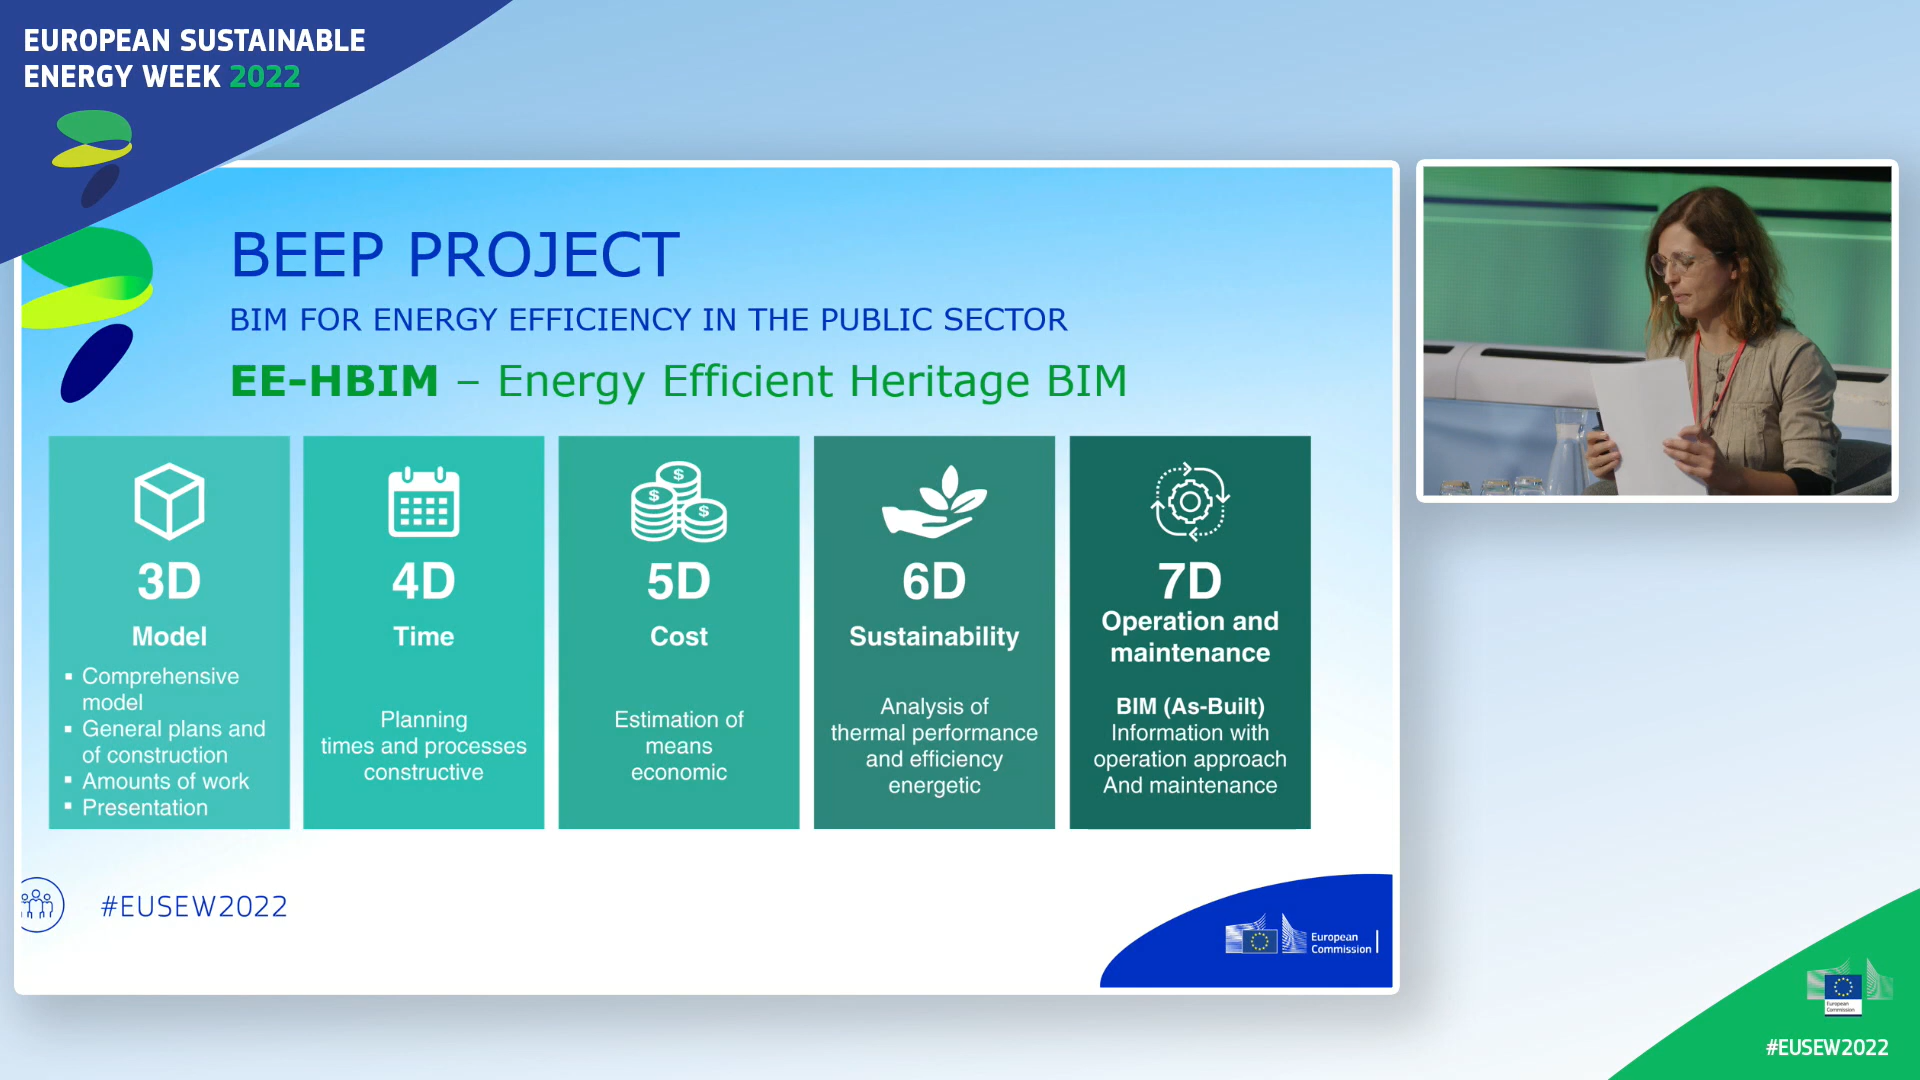 EUROPEAN SUSTAINABLE
ENERGY WEEK 2022
BEEP PROJECT
BIM FOR ENERGY EFFICIENCY IN THE PUBLIC SECTOR
EE-HBIM – Energy Efficient Heritage BIM
3D
Model
▪ Comprehensive
model
▪ General plans and
of construction
▪ Amounts of work
▪ Presentation
4D
Time
Planning
times and processes
constructive
$
$
$
5D
Cost
Estimation of
means
economic
6D
Sustainability
Analysis of
thermal performance
and efficiency
energetic
7D
Operation and
maintenance
BIM (As-Built)
Information with
operation approach
And maintenance
#EUSEW2022
European
Commission
European
Commission
#EUSEW2022